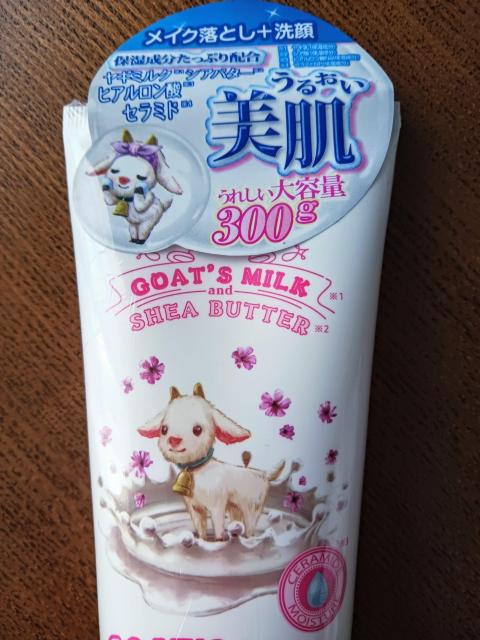 メイク落とし+洗顔
保湿成分たっぷり配合
ヤギミルク※1シアバター※2
ヒアルロン酸※3
セラミド※4
うるおい
美肌
うれしい大容量
300g
GOAT'S MILK ※1
and
SHEA BUTTER ※2
CERAMIDE
MOISTURE